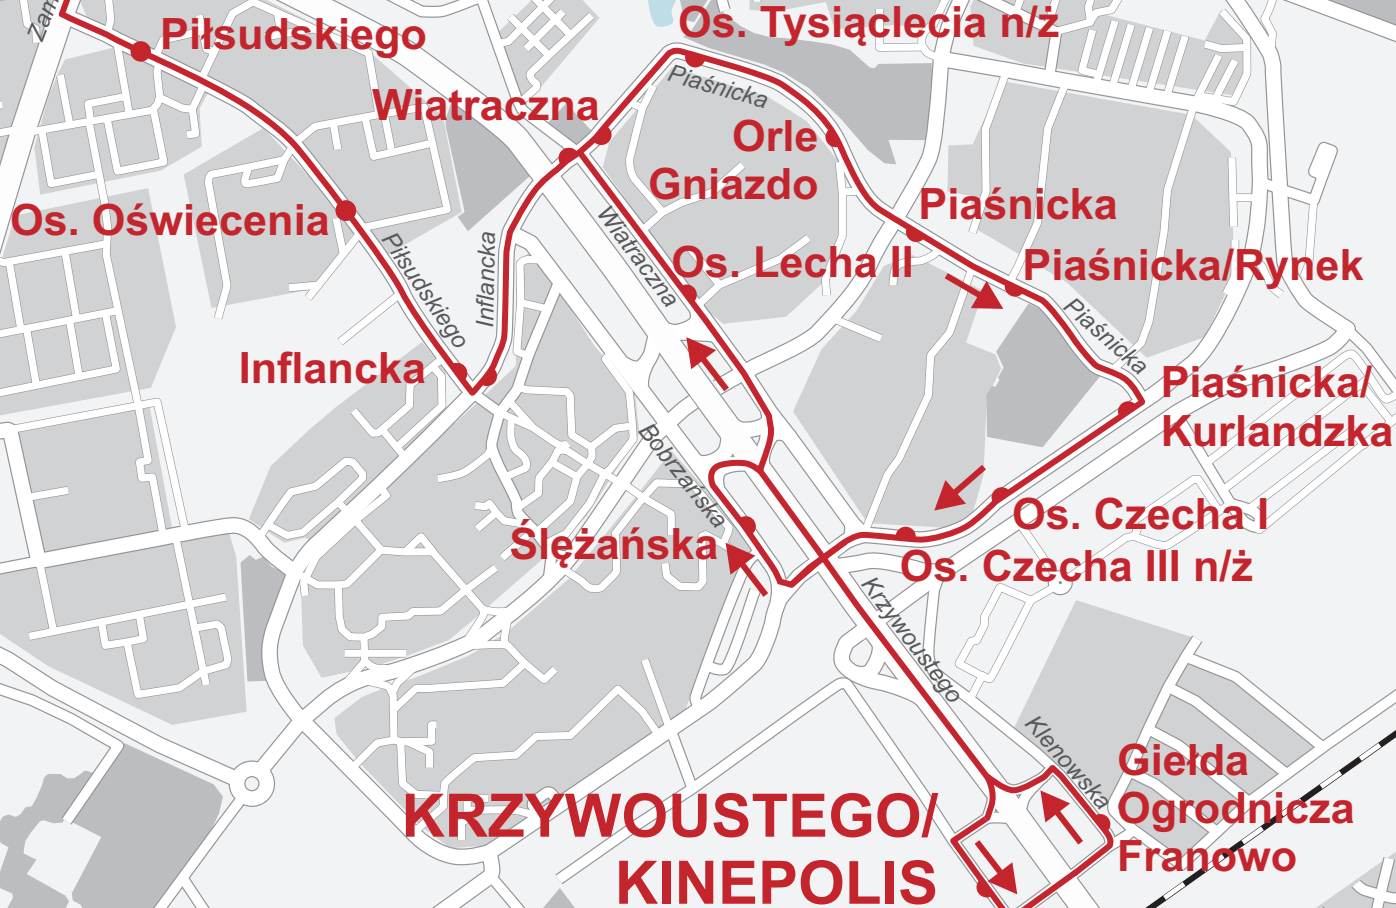 Zam
Piłsudskiego
Os. Tysiąclecia n/ż
Piaśnicka
Wiatraczna
Orle
Gniazdo
Piaśnicka
Os. Oświecenia
Wiatraczna
Inflancka
Piłsudskiego
Os. Lecha II
Piaśnicka/Rynek
Piaśnicka
Inflancka
Piaśnicka/
Kurlandzka
Bobrzańska
Ślężańska
Os. Czecha I
Os. Czecha III n/ż
Krzywoustego
Klenowska
Giełda
Ogrodnicza
Franowo
KRZYWOUSTEGO/
KINEPOLIS